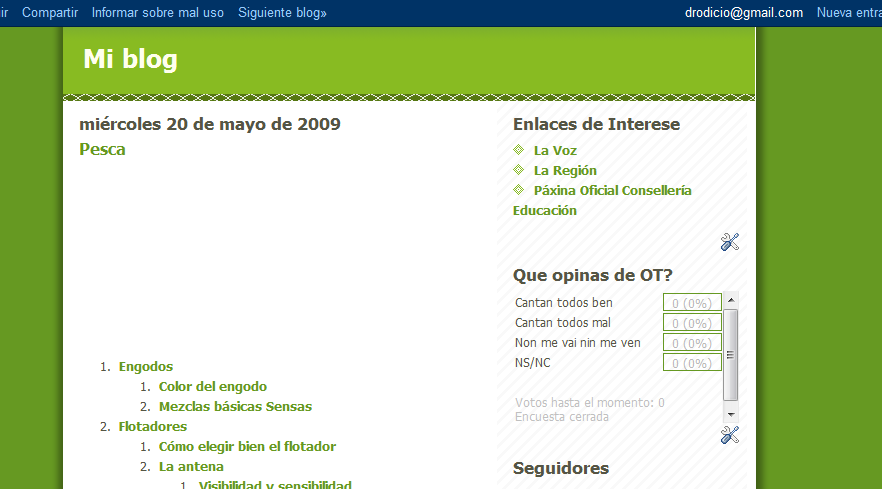 ir Compartir Informar sobre mal uso Siguiente blog» drodicio@gmail.com Nueva entra
Mi blog
miércoles 20 de mayo de 2009
Pesca
1. Engodos
1. Color del engodo
2. Mezclas básicas Sensas
2. Flotadores
1. Cómo elegir bien el flotador
2. La antena
1. Visibilidad y sensibilidad
Enlaces de Interese
La Voz
La Región
Páxina Oficial Consellería
Educación
Que opinas de OT?
Cantan todos ben 0 (0%)
Cantan todos mal 0 (0%)
Non me vai nin me ven 0 (0%)
NS/NC 0 (0%)
Votos hasta el momento: 0
Encuesta cerrada
Seguidores